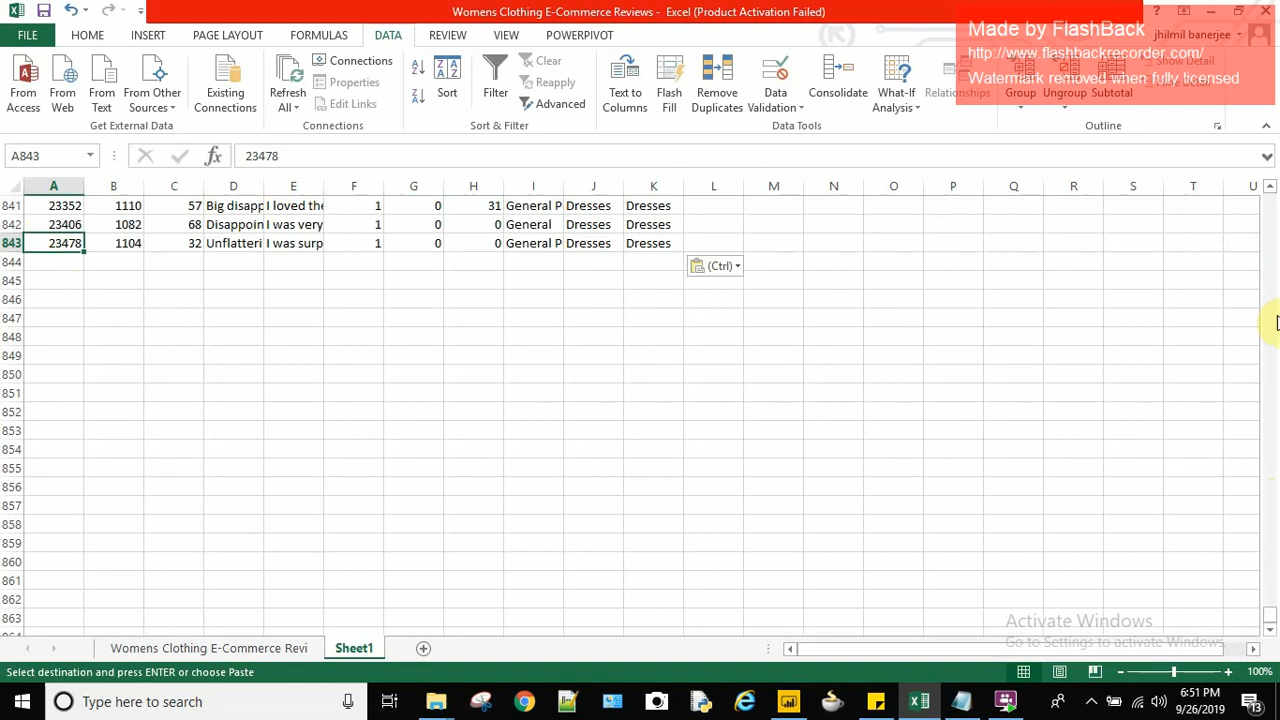 Womens Clothing E-Commerce Reviews - Excel (Product Activation Failed)
Made by FlashBack
http://www.flashbackrecorder.com/
Watermark removed when fully licensed
FILE HOME INSERT PAGE LAYOUT FORMULAS DATA REVIEW VIEW POWERPIVOT jhilmil banerjee
From Access
From Web
From Text
From Other Sources
Existing Connections
Get External Data
Refresh All
Connections
Properties
Edit Links
Connections
Sort
Filter
Clear
Reapply
Advanced
Sort & Filter
Text to Columns
Flash Fill
Remove Duplicates
Data Validation
Consolidate
What-If Analysis
Relationships
Data Tools
Group
Ungroup
Subtotal
Show Detail
Outline
A843 fx 23478
A B C D E F G H I J K L M N O P Q R S T U
841 23352 1110 57 Big disapp I loved the 1 0 31 General P Dresses Dresses
842 23406 1082 68 Disappoin I was very 1 0 0 General Dresses Dresses
843 23478 1104 32 Unflatteri I was surp 1 0 0 General P Dresses Dresses
844 (Ctrl)
845
846
847
848
849
850
851
852
853
854
855
856
857
858
859
860
861
862
863
Activate Windows
Go to Settings to activate Windows.
Womens Clothing E-Commerce Revi Sheet1
Select destination and press ENTER or choose Paste 100%
Type here to search
6:51 PM
9/26/2019
13